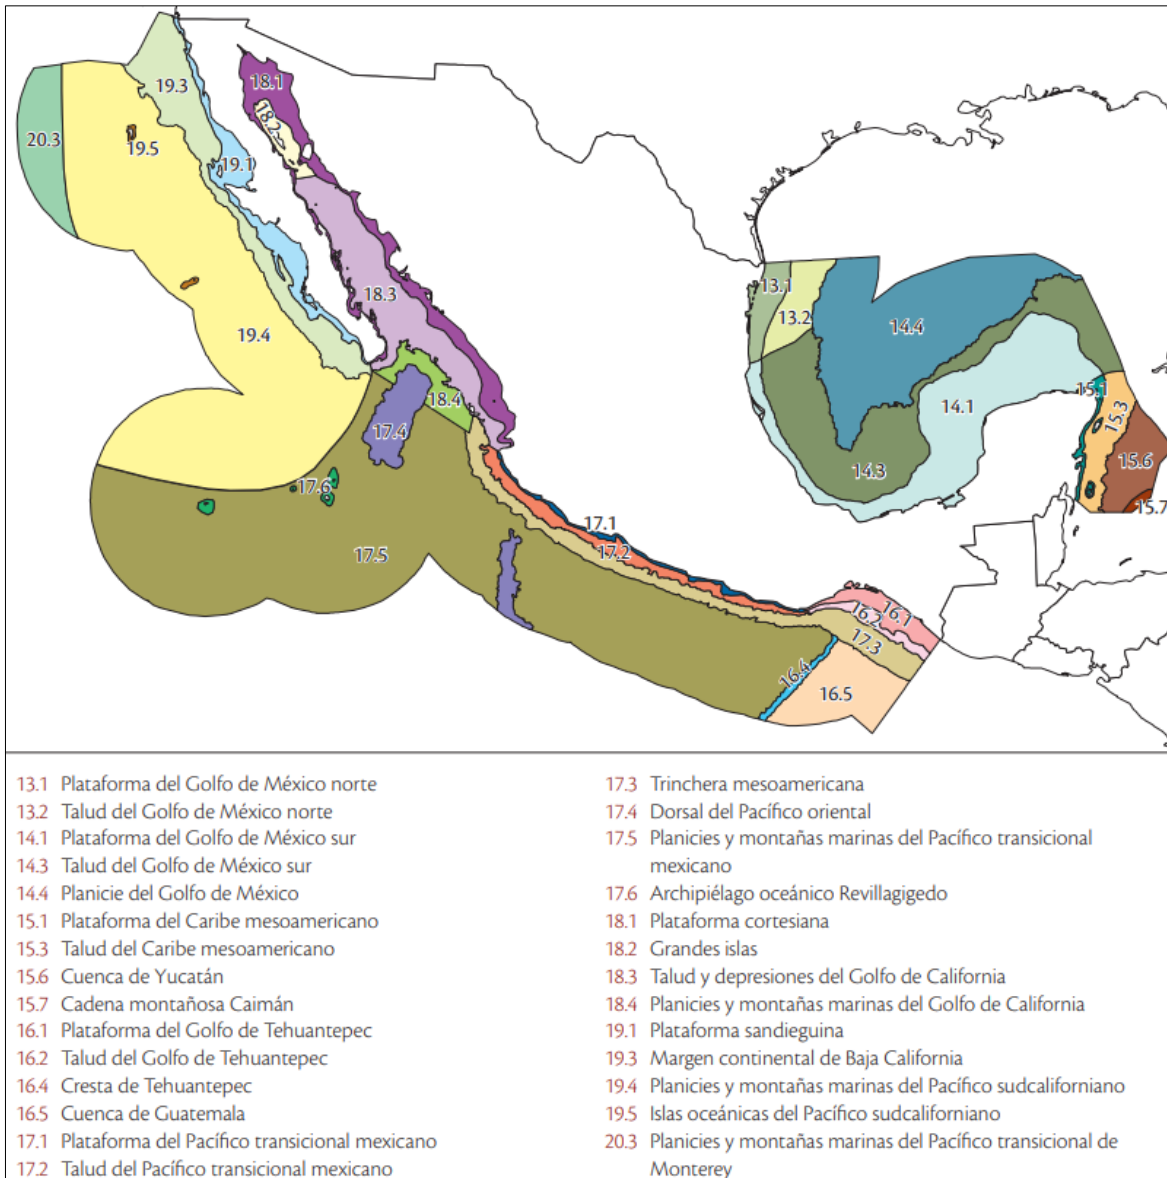 18.1
19.3
18.2
20.3
19.5
19.1
13.1
18.3
13.2
14.4
19.4
15.1
18.4
14.1
15.3
17.4
15.6
14.3
17.6
15.7
17.1
17.2
17.5
16.1
16.2
17.3
16.4
16.5
13.1 Plataforma del Golfo de México norte
13.2 Talud del Golfo de México norte
14.1 Plataforma del Golfo de México sur
14.3 Talud del Golfo de México sur
14.4 Planicie del Golfo de México
15.1 Plataforma del Caribe mesoamericano
15.3 Talud del Caribe mesoamericano
15.6 Cuenca de Yucatán
15.7 Cadena montañosa Caimán
16.1 Plataforma del Golfo de Tehuantepec
16.2 Talud del Golfo de Tehuantepec
16.4 Cresta de Tehuantepec
16.5 Cuenca de Guatemala
17.1 Plataforma del Pacífico transicional mexicano
17.2 Talud del Pacífico transicional mexicano
17.3 Trinchera mesoamericana
17.4 Dorsal del Pacífico oriental
17.5 Planicies y montañas marinas del Pacífico transicional
mexicano
17.6 Archipiélago oceánico Revillagigedo
18.1 Plataforma cortesiana
18.2 Grandes islas
18.3 Talud y depresiones del Golfo de California
18.4 Planicies y montañas marinas del Golfo de California
19.1 Plataforma sandieguina
19.3 Margen continental de Baja California
19.4 Planicies y montañas marinas del Pacífico sudcaliforniano
19.5 Islas oceánicas del Pacífico sudcaliforniano
20.3 Planicies y montañas marinas del Pacífico transicional de
Monterey